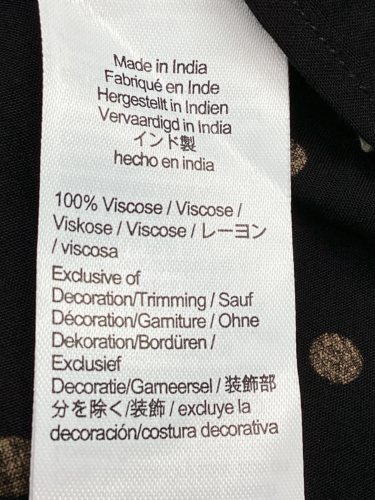 Made in India
Fabriqué en Inde
Hergestellt in Indien
Vervaardigd in India
インド製
hecho en india
100% Viscose / Viscose /
Viskose / Viscose / レーヨン
/ viscosa
Exclusive of
Decoration/Trimming / Sauf
Décoration/Garniture / Ohne
Dekoration/Bordüren /
Exclusief
Decoratie/Garneersel / 装飾部
分を除く/装飾 / excluye la
decoración/costura decorativa